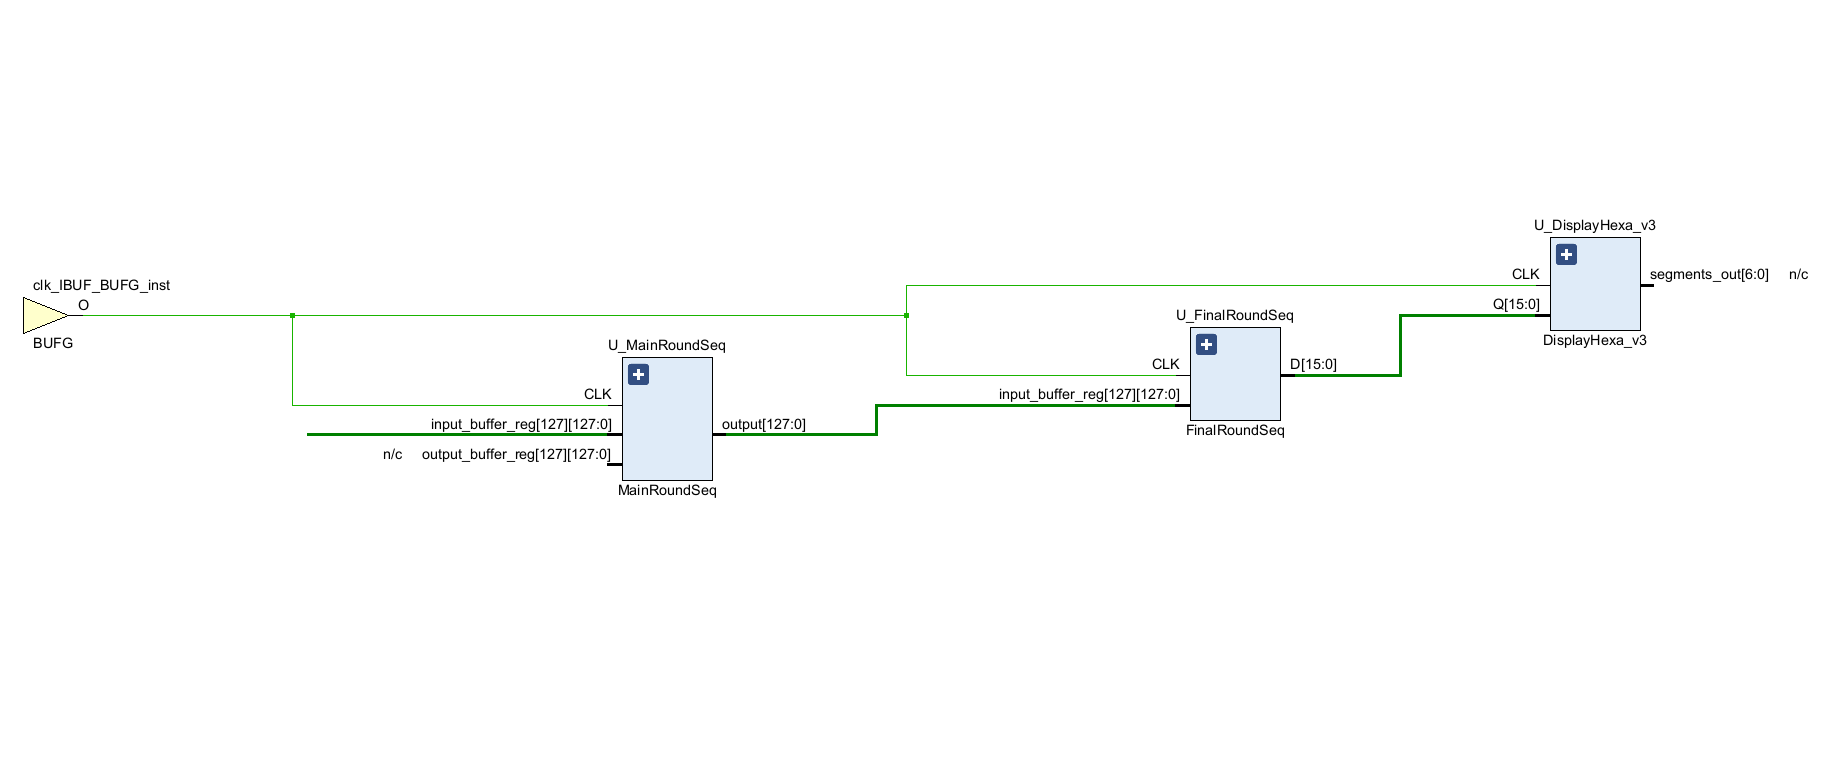 U_DisplayHexa_v3
CLK
segments_out[6:0] n/c
Q[15:0]
DisplayHexa_v3
clk_IBUF_BUFG_inst
O
BUFG
U_FinalRoundSeq
CLK
D[15:0]
input_buffer_reg[127][127:0]
FinalRoundSeq
U_MainRoundSeq
CLK
input_buffer_reg[127][127:0]
output[127:0]
n/c output_buffer_reg[127][127:0]
MainRoundSeq